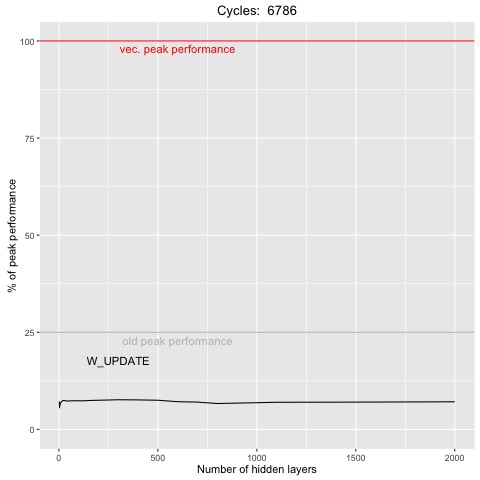 Cycles:  6786
100
vec. peak performance
75
% of peak performance
50
25
old peak performance
W_UPDATE
0
0 500 1000 1500 2000
Number of hidden layers